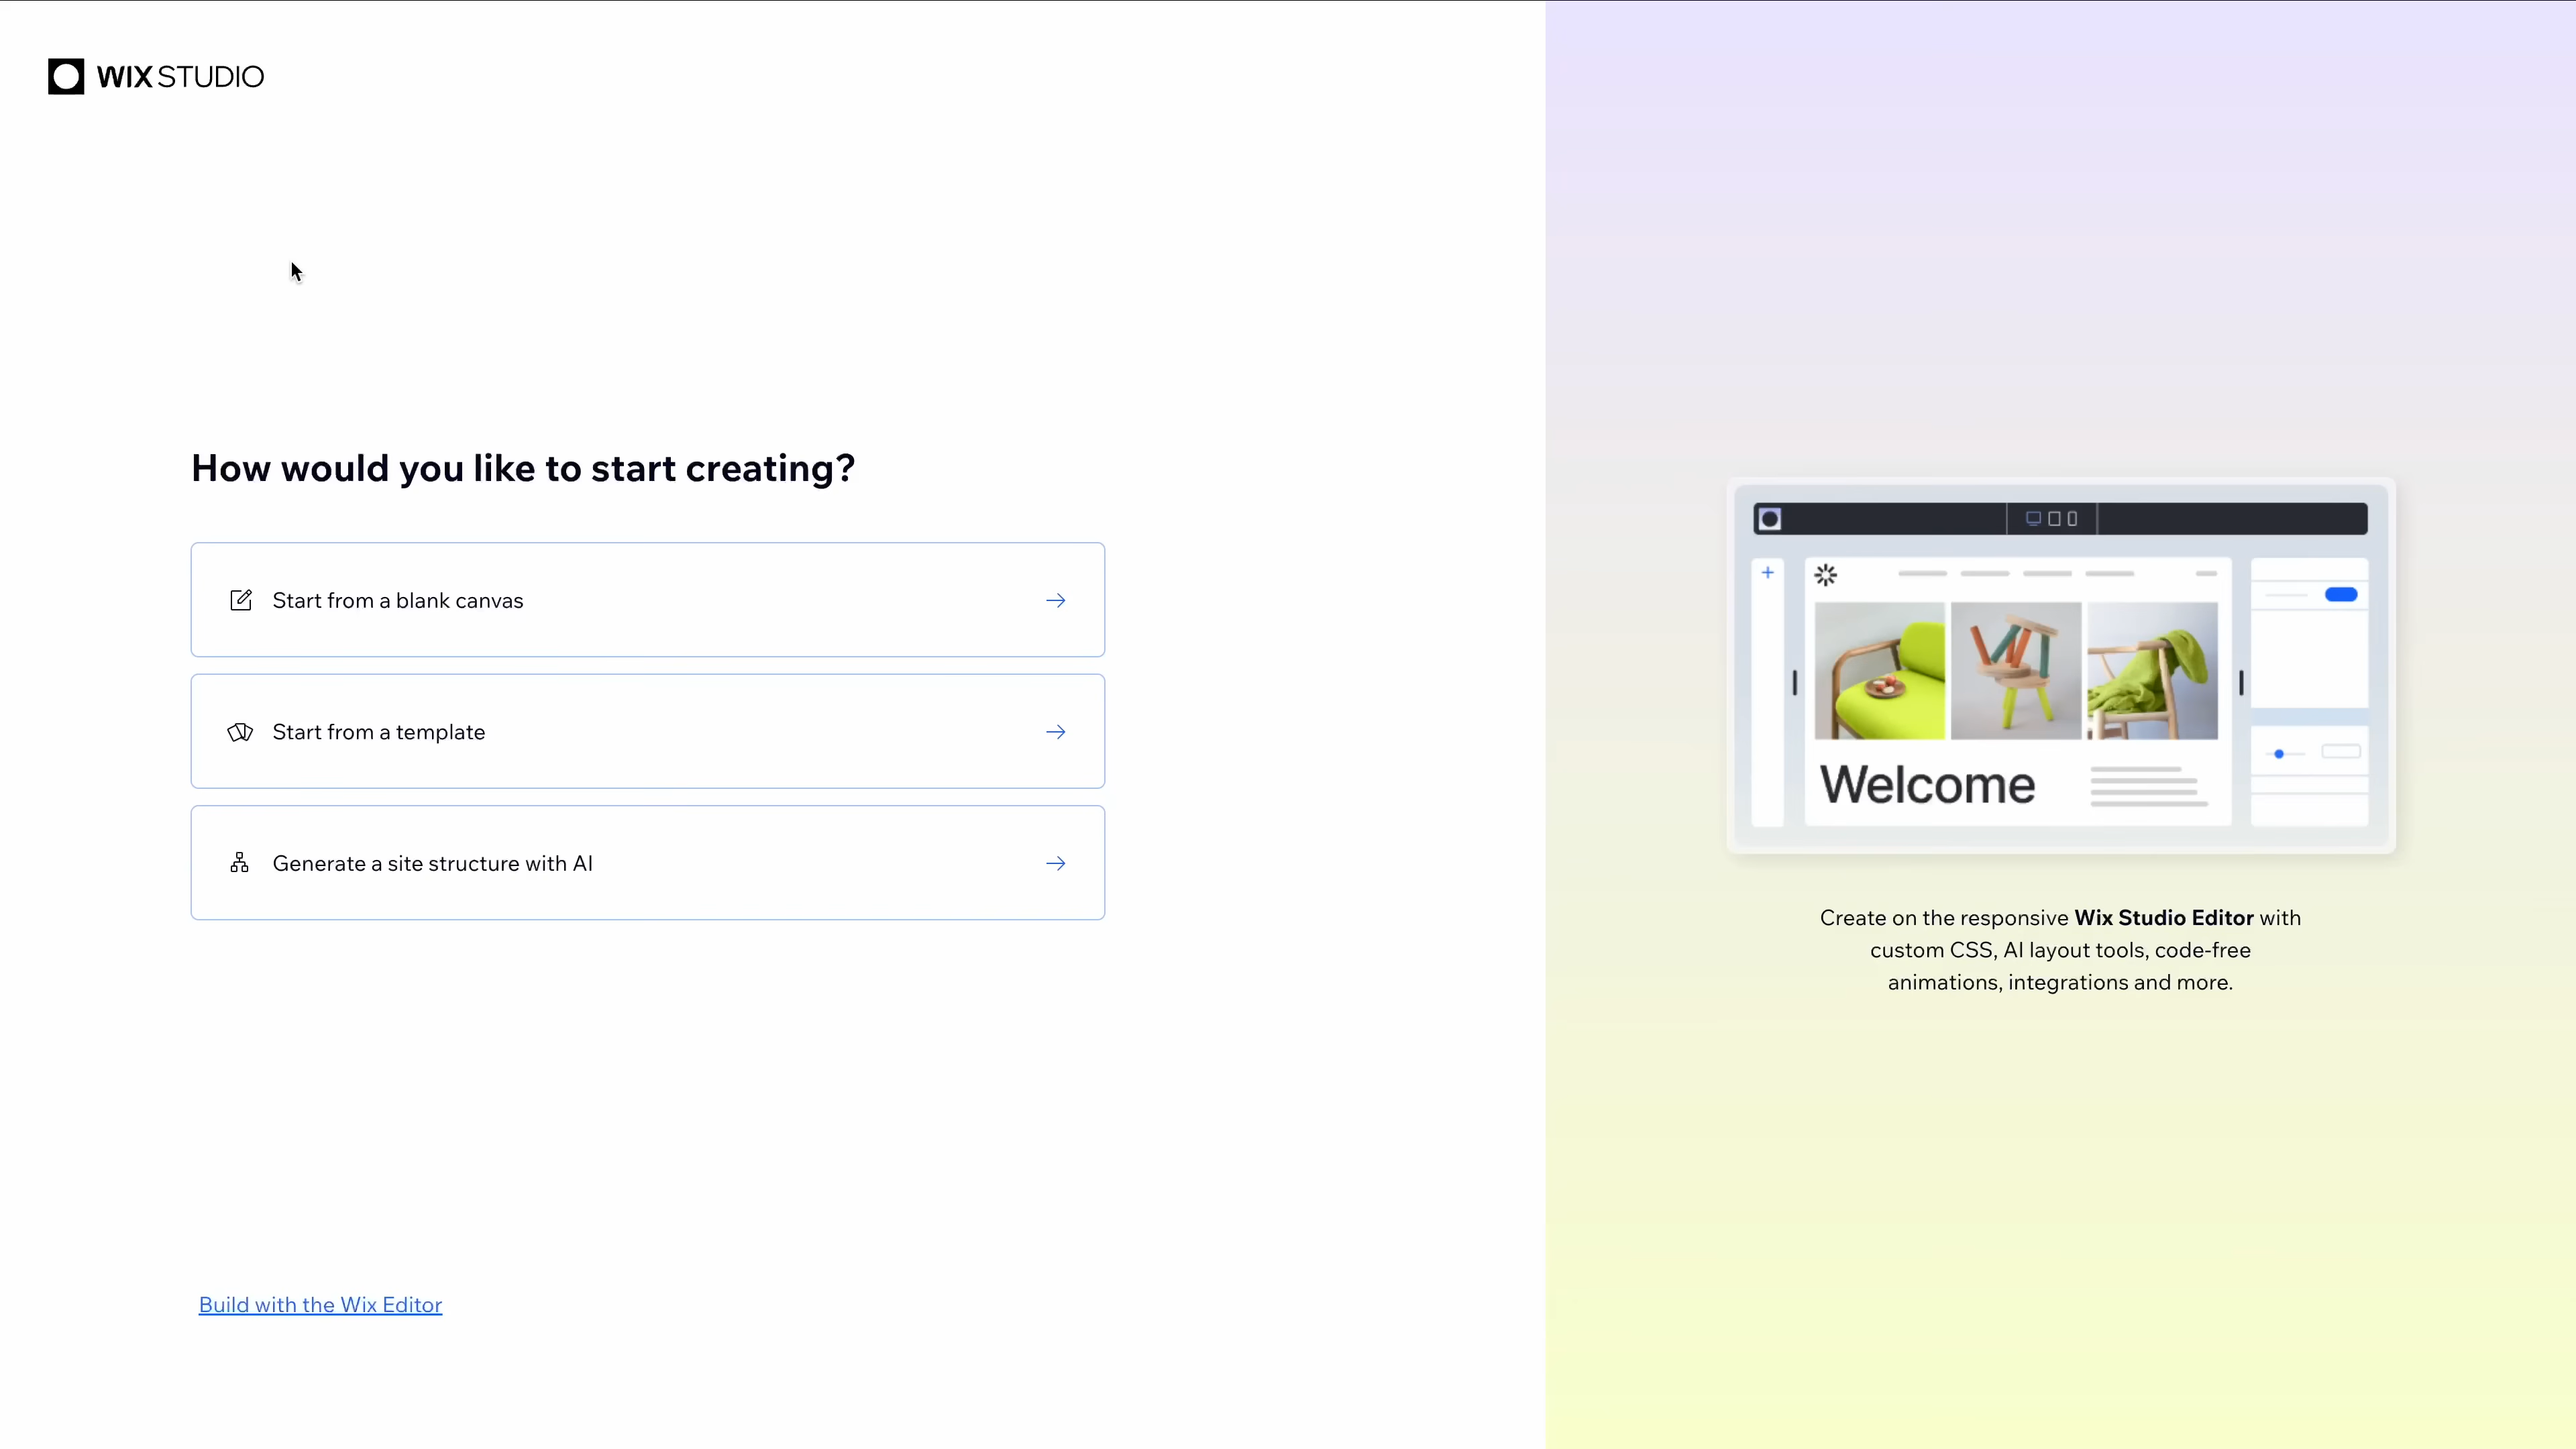 WIX STUDIO
How would you like to start creating?
Start from a blank canvas
Start from a template
Generate a site structure with AI
Build with the Wix Editor
Welcome
Create on the responsive Wix Studio Editor with
custom CSS, AI layout tools, code-free
animations, integrations and more.